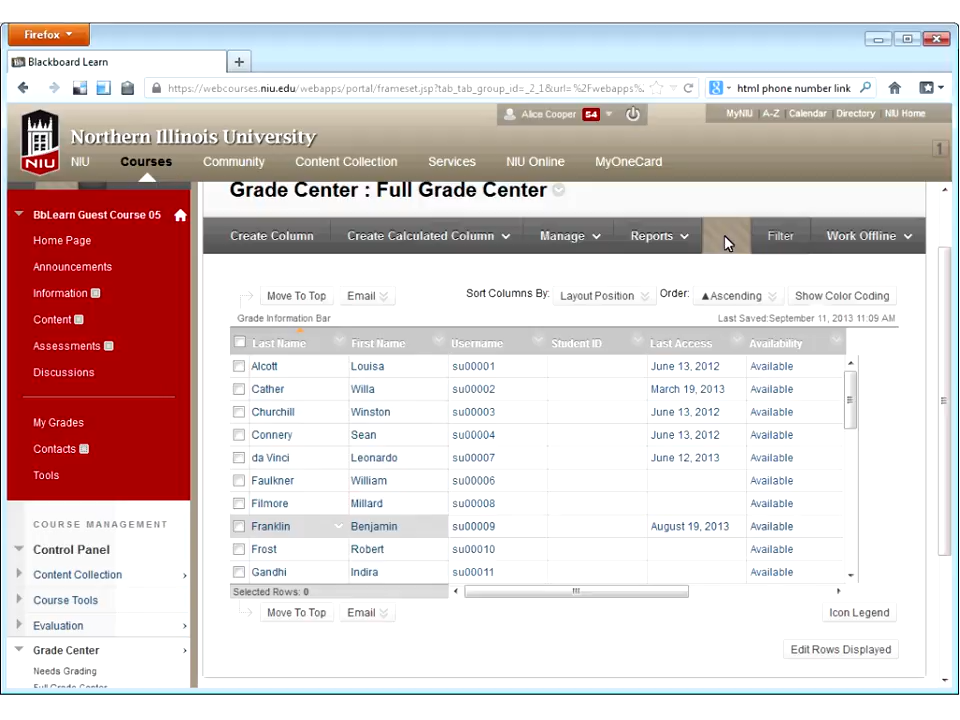 Firefox
Blackboard Learn
https://webcourses.niu.edu/webapps/portal/frameset.jsp?tab_tab_group_id=_2_1&url=%2Fwebapps%
html phone number link
Alice Cooper 54
MyNIU | A-Z | Calendar Directory NIU Home
Northern Illinois University
NIU
NIU Courses Community Content Collection Services NIU Online MyOneCard
1
Grade Center : Full Grade Center
BbLearn Guest Course 05
Home Page
Announcements
Information
Content
Assessments
Discussions
My Grades
Contacts
Tools
COURSE MANAGEMENT
Control Panel
Content Collection
Course Tools
Evaluation
Grade Center
Needs Grading
Full Grade Center
Create Column Create Calculated Column Manage Reports Filter Work Offline
Move To Top Email Sort Columns By: Layout Position Order: ▲Ascending Show Color Coding
Grade Information Bar Last Saved:September 11, 2013 11:09 AM
Last Name First Name Username Student ID Last Access Availability
Alcott Louisa su00001 June 13, 2012 Available
Cather Willa su00002 March 19, 2013 Available
Churchill Winston su00003 June 13, 2012 Available
Connery Sean su00004 June 13, 2012 Available
da Vinci Leonardo su00007 June 12, 2013 Available
Faulkner William su00006 Available
Filmore Millard su00008 Available
Franklin Benjamin su00009 August 19, 2013 Available
Frost Robert su00010 Available
Gandhi Indira su00011 Available
Selected Rows: 0
Move To Top Email Icon Legend
Edit Rows Displayed